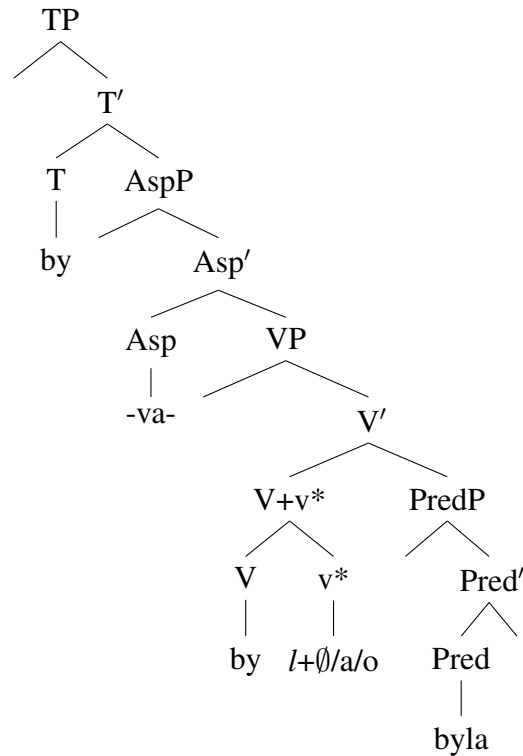 TP
T′
T AspP
by Asp′
Asp VP
-va- V′
V+v* PredP
V v* Pred′
by l+∅/a/o Pred
byla